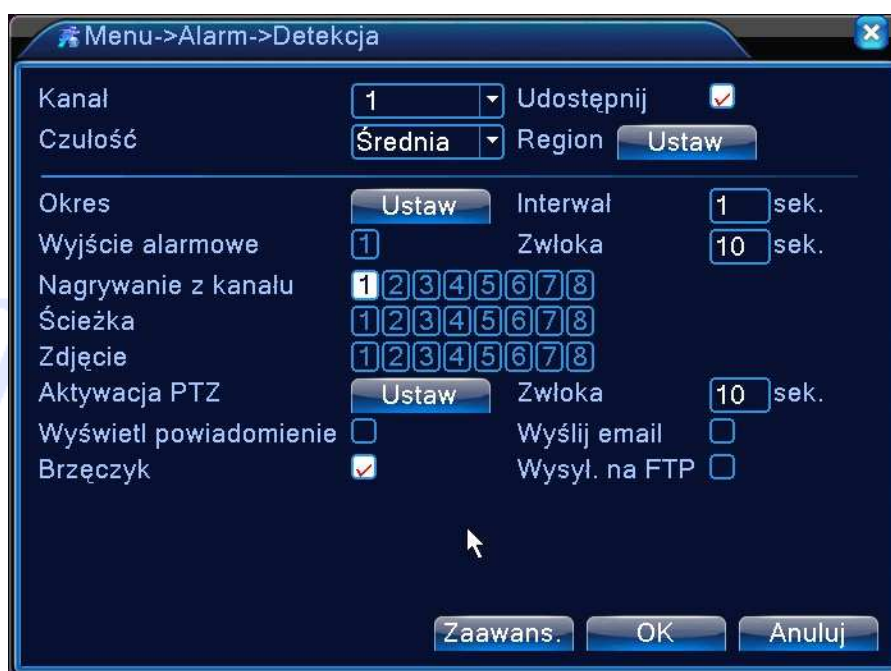 Menu->Alarm->Detekcja
Kanał 1 Udostępnij
Czułość Średnia Region Ustaw
Okres Ustaw Interwał 1 sek.
Wyjście alarmowe 1 Zwłoka 10 sek.
Nagrywanie z kanału 1 2 3 4 5 6 7 8
Ścieżka 1 2 3 4 5 6 7 8
Zdjęcie 1 2 3 4 5 6 7 8
Aktywacja PTZ Ustaw Zwłoka 10 sek.
Wyświetl powiadomienie Wyślij email
Brzęczyk Wysył. na FTP
Zaawans. OK Anuluj